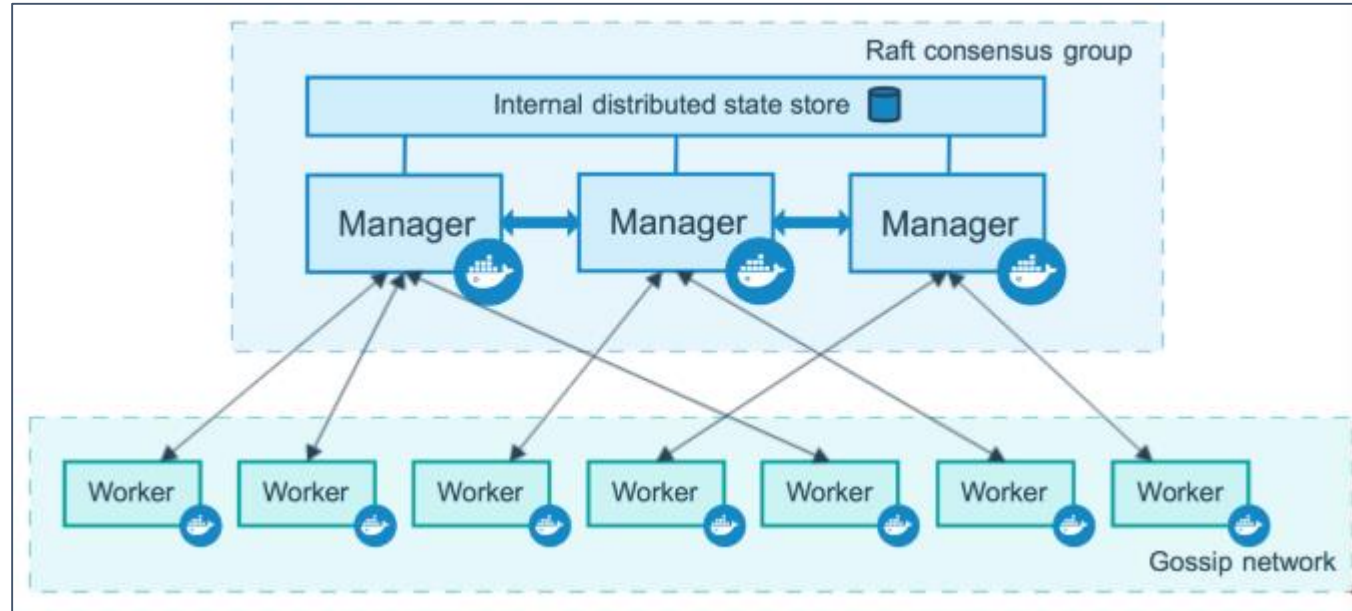 Raft consensus group
Internal distributed state store
Manager
Manager
Manager
Worker
Worker
Worker
Worker
Worker
Worker
Worker
Gossip network